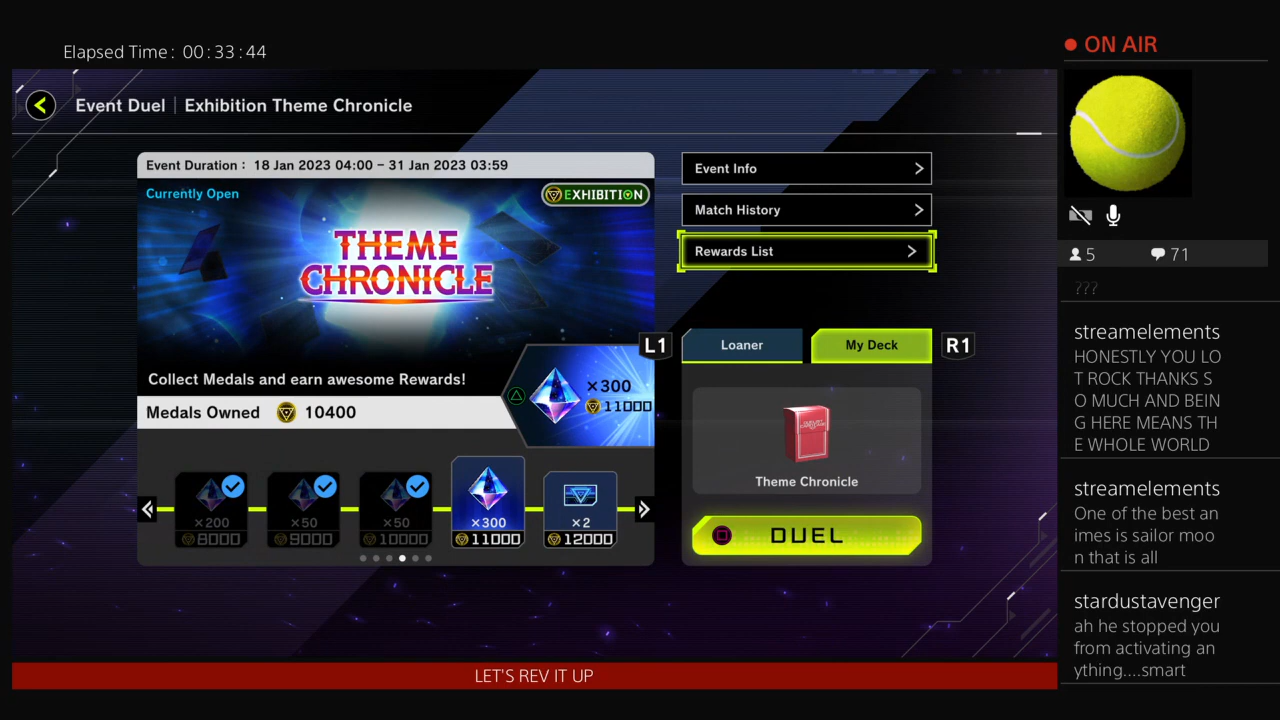 Elapsed Time: 00:33:44
ON AIR
Event Duel | Exhibition Theme Chronicle
Event Duration : 18 Jan 2023 04:00 - 31 Jan 2023 03:59
Currently Open
EXHIBITION
THEME
CHRONICLE
Collect Medals and earn awesome Rewards!
Medals Owned 10400
×300
11000
×200
8000
×50
9000
×50
10000
×300
11000
×2
12000
Event Info
Match History
Rewards List
L1
Loaner
My Deck
R1
Theme Chronicle
DUEL
LET'S REV IT UP
5
71
???
streamelements
HONESTLY YOU LO
T ROCK THANKS S
O MUCH AND BEIN
G HERE MEANS TH
E WHOLE WORLD
streamelements
One of the best an
imes is sailor moo
n that is all
stardustavenger
ah he stopped you
from activating an
ything....smart